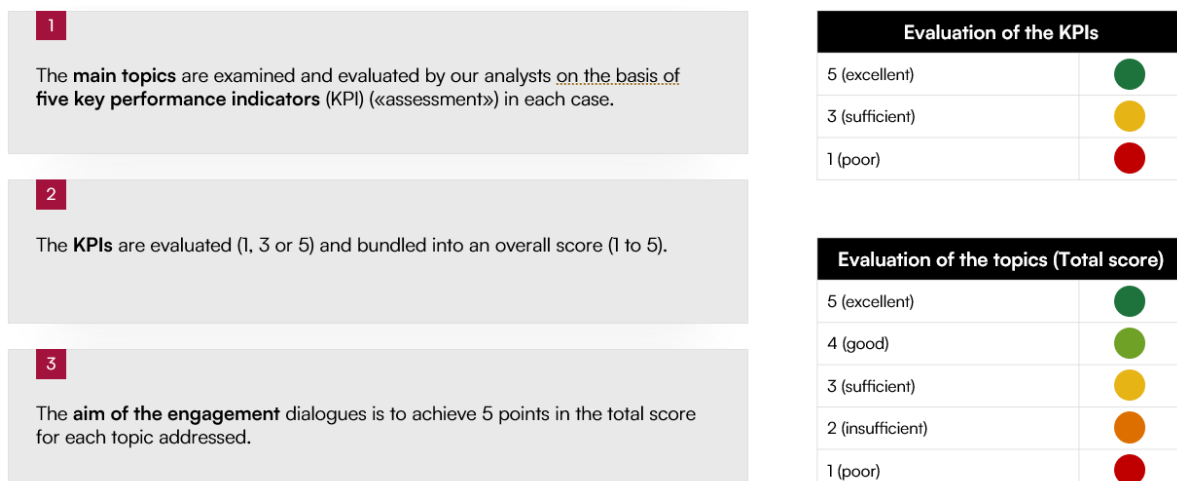 1
The main topics are examined and evaluated by our analysts on the basis of
five key performance indicators (KPI) («assessment») in each case.
2
The KPIs are evaluated (1, 3 or 5) and bundled into an overall score (1 to 5).
3
The aim of the engagement dialogues is to achieve 5 points in the total score
for each topic addressed.
Evaluation of the KPIs
5 (excellent)
3 (sufficient)
1 (poor)
Evaluation of the topics (Total score)
5 (excellent)
4 (good)
3 (sufficient)
2 (insufficient)
1 (poor)